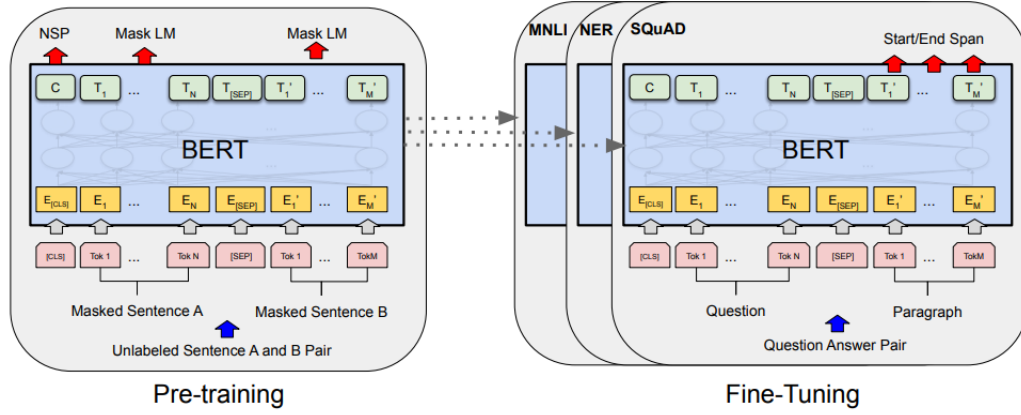 NSP Mask LM Mask LM
C T1 ... TN T[SEP] T1' ... TM'
BERT
E[CLS] E1 ... EN E[SEP] E1' ... EM'
[CLS] Tok 1 ... Tok N [SEP] Tok 1 ... TokM
Masked Sentence A Masked Sentence B
Unlabeled Sentence A and B Pair
Pre-training
MNLI NER SQuAD
Start/End Span
C T1 ... TN T[SEP] T1' ... TM'
BERT
E[CLS] E1 ... EN E[SEP] E1' ... EM'
[CLS] Tok 1 ... Tok N [SEP] Tok 1 ... TokM
Question Paragraph
Question Answer Pair
Fine-Tuning